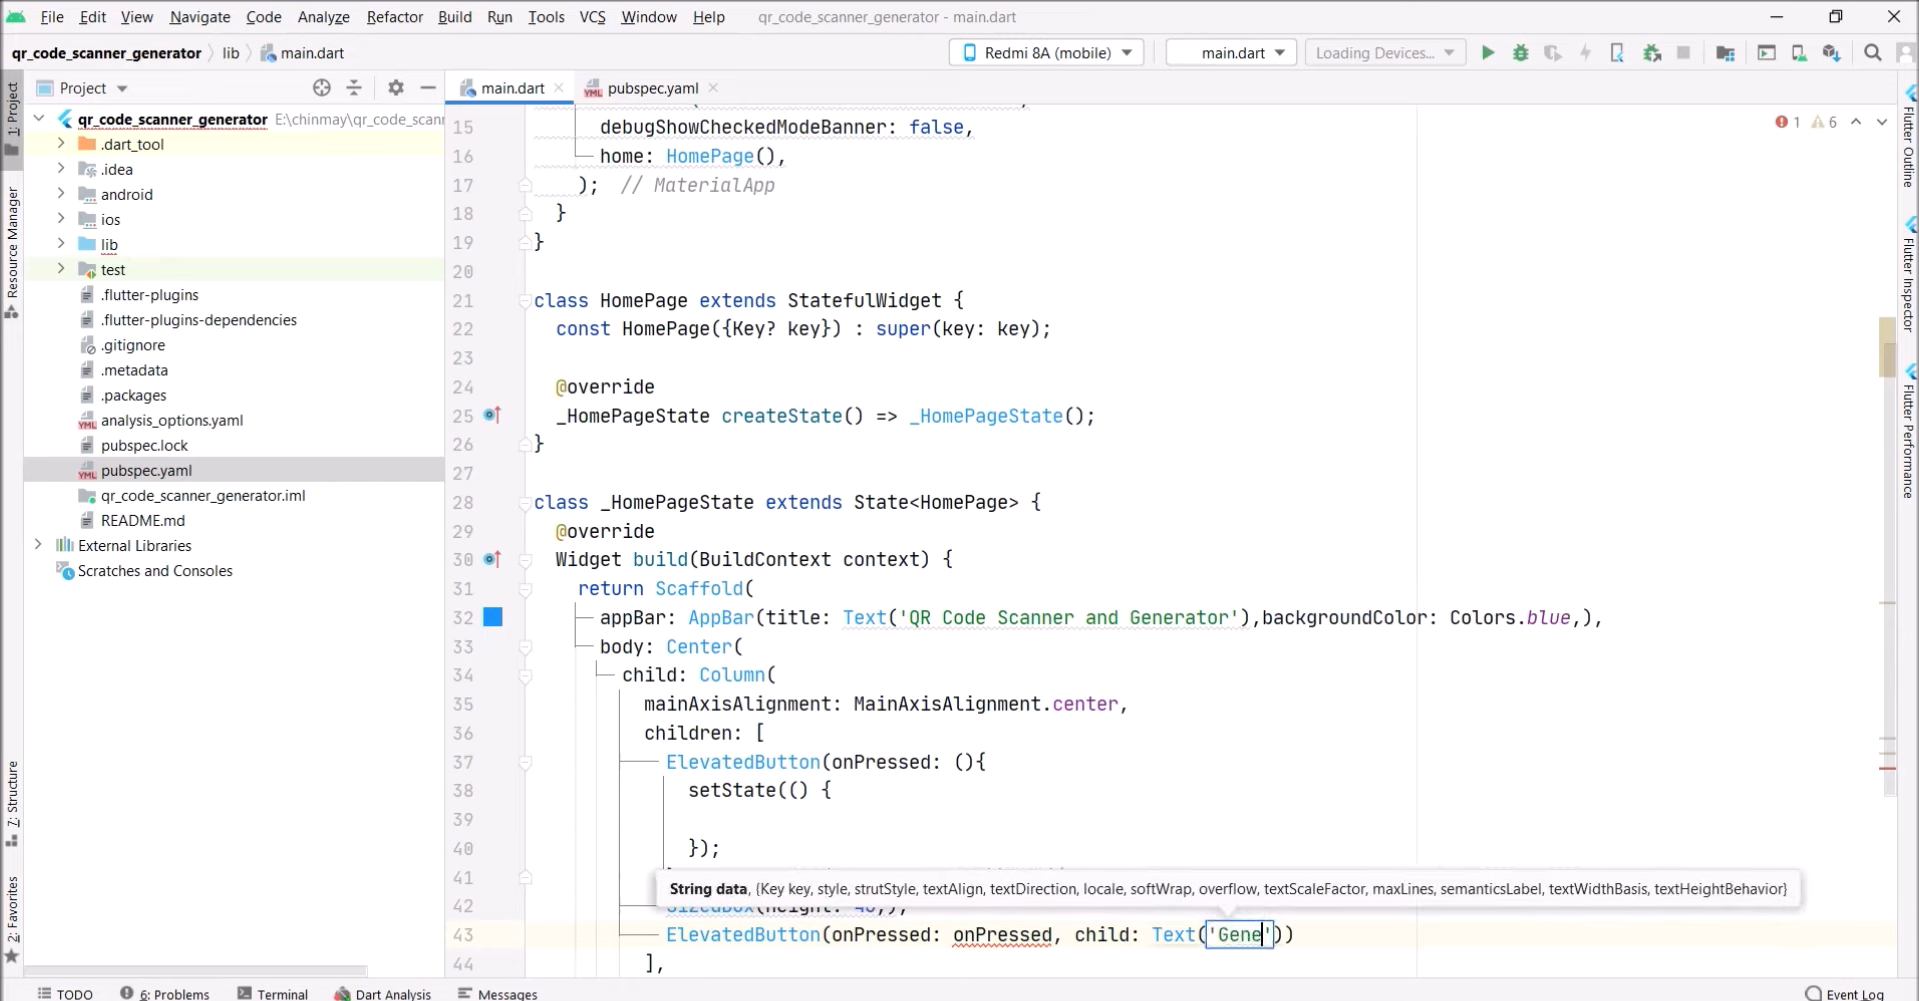 File Edit View Navigate Code Analyze Refactor Build Run Tools VCS Window Help qr_code_scanner_generator - main.dart
qr_code_scanner_generator lib main.dart Redmi 8A (mobile) main.dart Loading Devices...
Project
main.dart
pubspec.yaml
1: Project
Resource Manager
7: Structure
2: Favorites
qr_code_scanner_generator E:\chinmay\qr_code_scann
.dart_tool
.idea
android
ios
lib
test
.flutter-plugins
.flutter-plugins-dependencies
.gitignore
.metadata
.packages
analysis_options.yaml
pubspec.lock
pubspec.yaml
qr_code_scanner_generator.iml
README.md
External Libraries
Scratches and Consoles
1 6
15 debugShowCheckedModeBanner: false,
16 home: HomePage(),
17 ); // MaterialApp
18 }
19 }
20
21 class HomePage extends StatefulWidget {
22 const HomePage({Key? key}) : super(key: key);
23
24 @override
25 _HomePageState createState() => _HomePageState();
26 }
27
28 class _HomePageState extends State<HomePage> {
29 @override
30 Widget build(BuildContext context) {
31 return Scaffold(
32 appBar: AppBar(title: Text('QR Code Scanner and Generator'),backgroundColor: Colors.blue,),
33 body: Center(
34 child: Column(
35 mainAxisAlignment: MainAxisAlignment.center,
36 children: [
37 ElevatedButton(onPressed: (){
38 setState(() {
39
40 });
41
String data, {Key key, style, strutStyle, textAlign, textDirection, locale, softWrap, overflow, textScaleFactor, maxLines, semanticsLabel, textWidthBasis, textHeightBehavior}
42 SizedBox(height: 40,),
43 ElevatedButton(onPressed: onPressed, child: Text('Gene'))
44 ],
Flutter Outline
Flutter Inspector
Flutter Performance
TODO 6: Problems Terminal Dart Analysis Messages Event Log